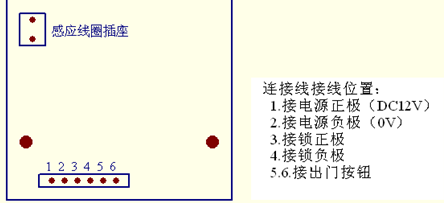 感应线圈插座
1 2 3 4 5 6
连接线接线位置：
1.接电源正极（DC12V）
2.接电源负极（0V）
3.接锁正极
4.接锁负极
5.6.接出门按钮